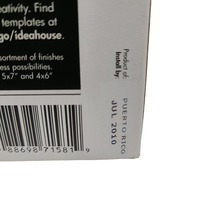 eativity. Find
templates at
go/ideahouse.
sortment of finishes
ess possibilities.
5x7" and 4x6"
Product of:
Install by:
PUERTO RICO
JUL 2010
88698 71581 9